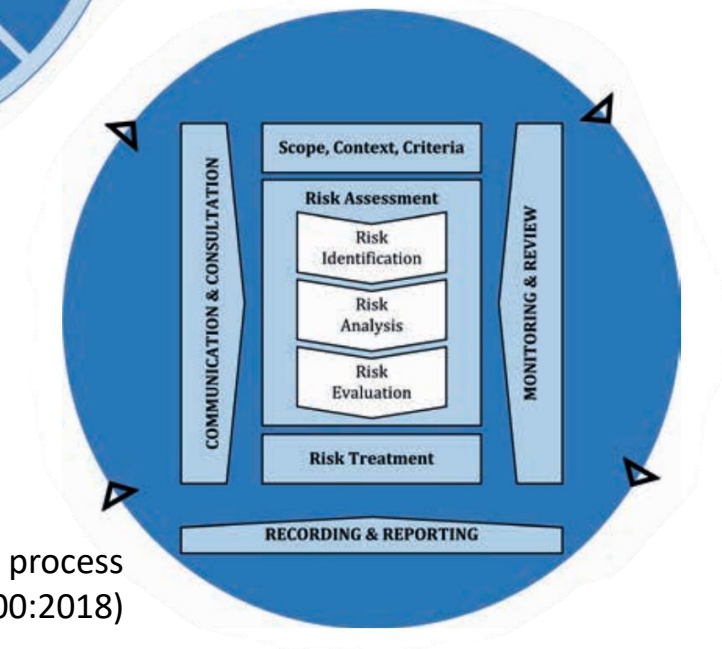 Scope, Context, Criteria
Risk Assessment
Risk
Identification
Risk
Analysis
Risk
Evaluation
Risk Treatment
COMMUNICATION & CONSULTATION
MONITORING & REVIEW
RECORDING & REPORTING
process
00:2018)